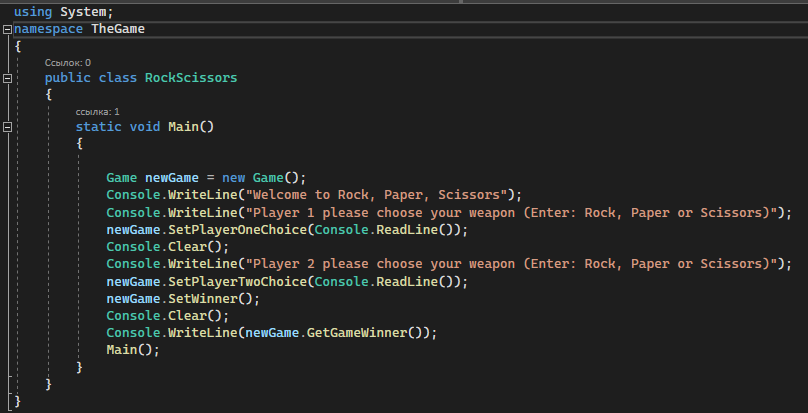 using System;
namespace TheGame
{
Ссылок: 0
public class RockScissors
{
ссылка: 1
static void Main()
{
Game newGame = new Game();
Console.WriteLine("Welcome to Rock, Paper, Scissors");
Console.WriteLine("Player 1 please choose your weapon (Enter: Rock, Paper or Scissors)");
newGame.SetPlayerOneChoice(Console.ReadLine());
Console.Clear();
Console.WriteLine("Player 2 please choose your weapon (Enter: Rock, Paper or Scissors)");
newGame.SetPlayerTwoChoice(Console.ReadLine());
newGame.SetWinner();
Console.Clear();
Console.WriteLine(newGame.GetGameWinner());
Main();
}
}
}